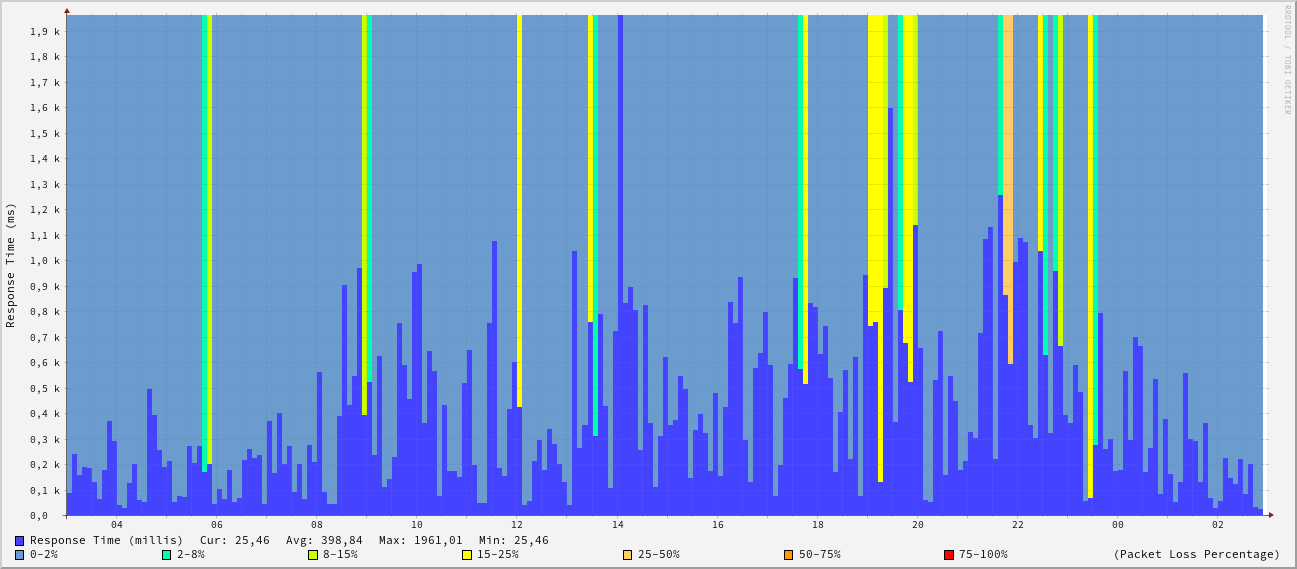 RRDTOOL / TOBI OETIKER
Response Time (ms)
1,9 k
1,8 k
1,7 k
1,6 k
1,5 k
1,4 k
1,3 k
1,2 k
1,1 k
1,0 k
0,9 k
0,8 k
0,7 k
0,6 k
0,5 k
0,4 k
0,3 k
0,2 k
0,1 k
0,0
04 06 08 10 12 14 16 18 20 22 00 02
Response Time (millis) Cur: 25,46 Avg: 398,84 Max: 1961,01 Min: 25,46
0-2% 2-8% 8-15% 15-25% 25-50% 50-75% 75-100% (Packet Loss Percentage)